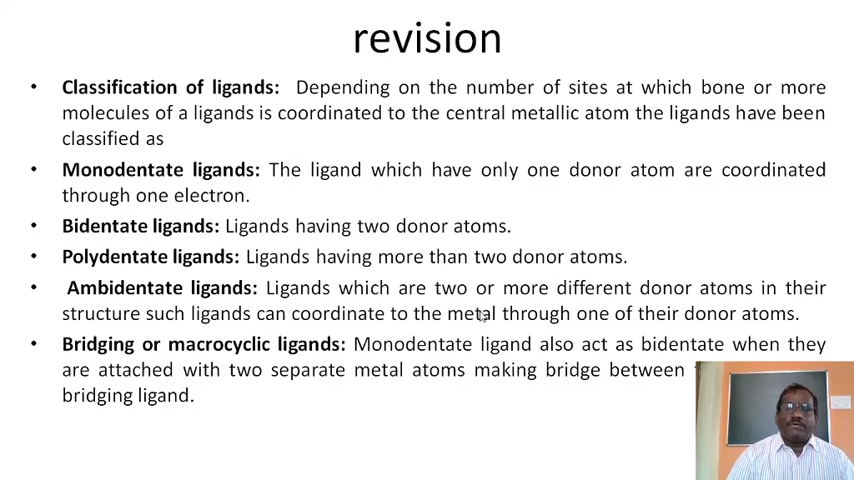 revision
• Classification of ligands: Depending on the number of sites at which bone or more
molecules of a ligands is coordinated to the central metallic atom the ligands have been
classified as
• Monodentate ligands: The ligand which have only one donor atom are coordinated
through one electron.
• Bidentate ligands: Ligands having two donor atoms.
• Polydentate ligands: Ligands having more than two donor atoms.
• Ambidentate ligands: Ligands which are two or more different donor atoms in their
structure such ligands can coordinate to the metal through one of their donor atoms.
• Bridging or macrocyclic ligands: Monodentate ligand also act as bidentate when they
are attached with two separate metal atoms making bridge between
bridging ligand.